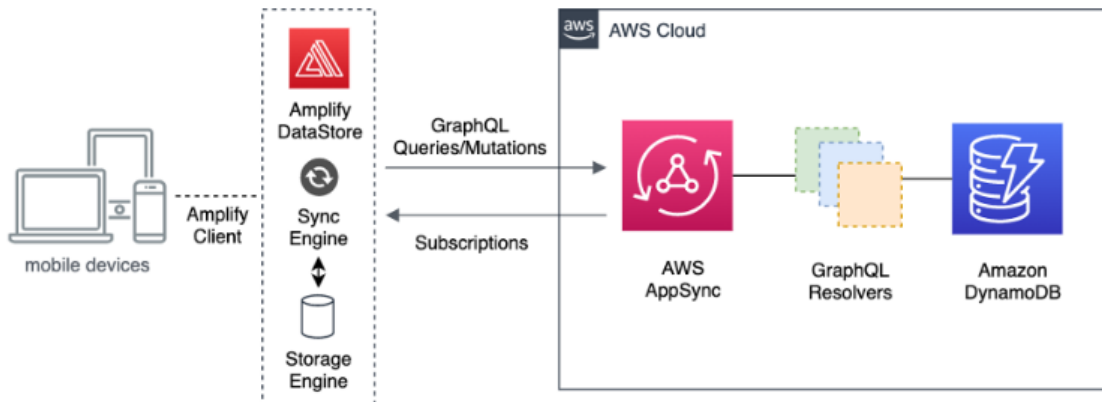 aws
AWS Cloud
Amplify
DataStore
GraphQL
Queries/Mutations
Amplify
Client
Sync
Engine
Subscriptions
mobile devices
AWS
AppSync
GraphQL
Resolvers
Amazon
DynamoDB
Storage
Engine